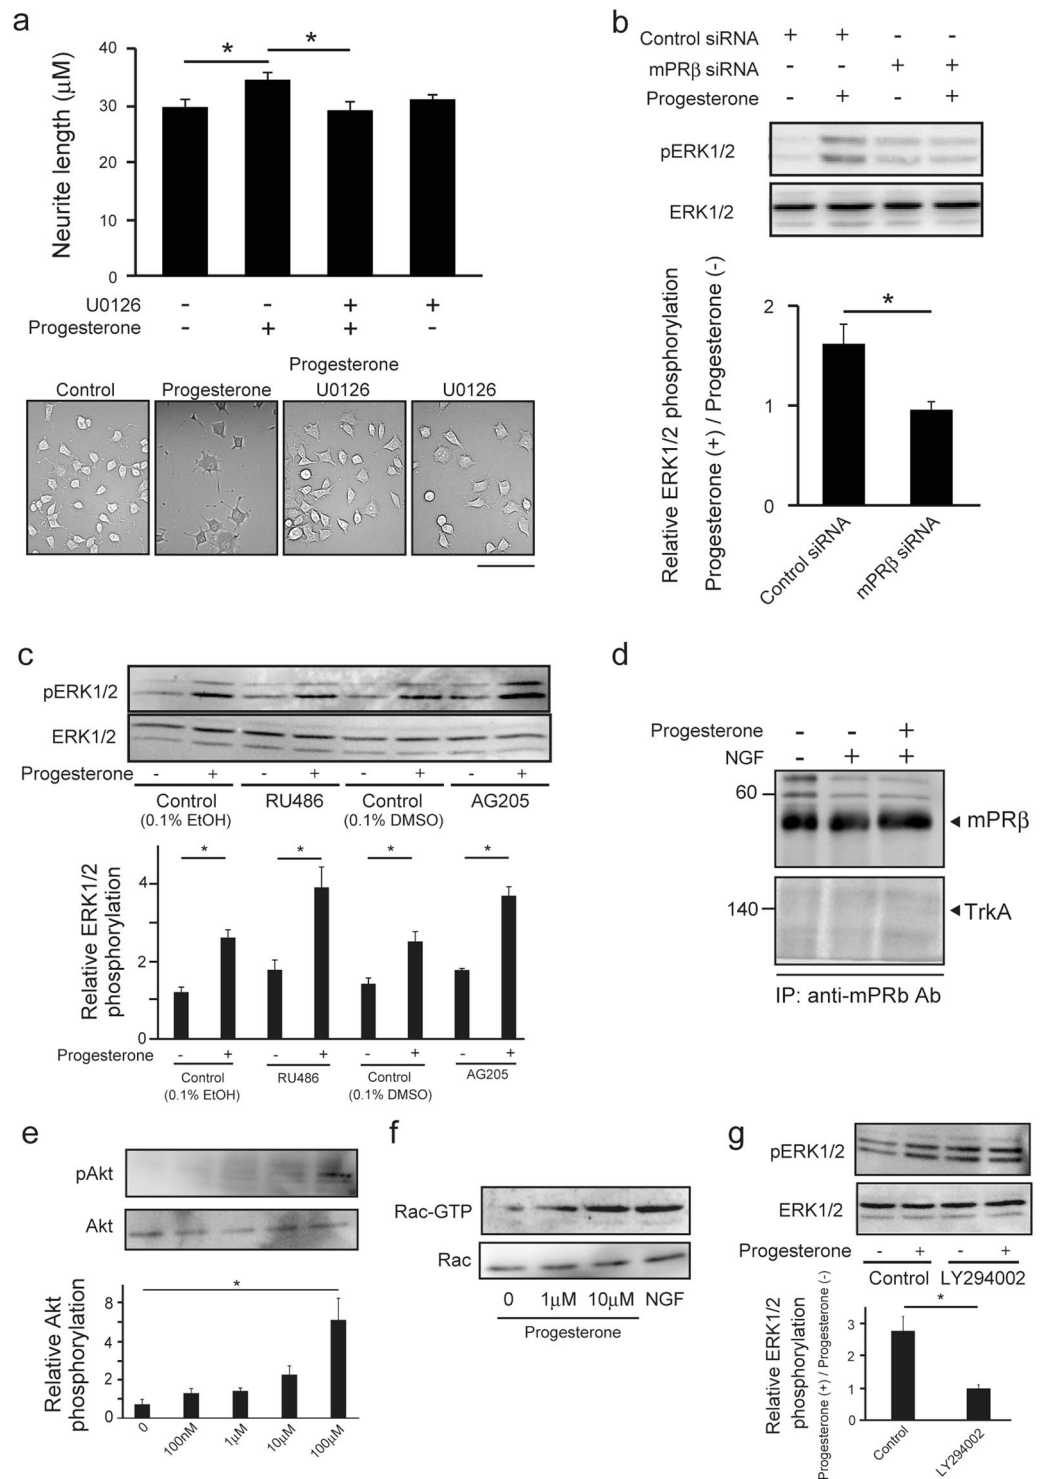 a
*
*
40
30
20
10
0
Neurite length (μM)
U0126 - - + +
Progesterone - + + -
Control
Progesterone
Progesterone
U0126
U0126
b
Control siRNA + + - -
mPRβ siRNA - - + +
Progesterone - + - +
pERK1/2
ERK1/2
Relative ERK1/2 phosphorylation
Progesterone (+) / Progesterone (-)
2
1
0
*
Control siRNA
mPRβ siRNA
c
pERK1/2
ERK1/2
Progesterone - + - + - + - +
Control RU486 Control AG205
(0.1% EtOH) (0.1% DMSO)
Relative ERK1/2
phosphorylation
4
2
0
* * * *
Progesterone - + - + - + - +
Control RU486 Control AG205
(0.1% EtOH) (0.1% DMSO)
d
Progesterone - - +
NGF - + +
60
mPRβ
140
TrkA
IP: anti-mPRb Ab
e
pAkt
Akt
Relative Akt
phosphorylation
8
6
4
2
0
*
0 100nM 1μM 10μM 100μM
f
Rac-GTP
Rac
0 1μM 10μM NGF
Progesterone
g
pERK1/2
ERK1/2
Progesterone - + - +
Control LY294002
Relative ERK1/2
phosphorylation
Progesterone (+) / Progesterone (-)
3
2
1
0
*
Control
LY294002